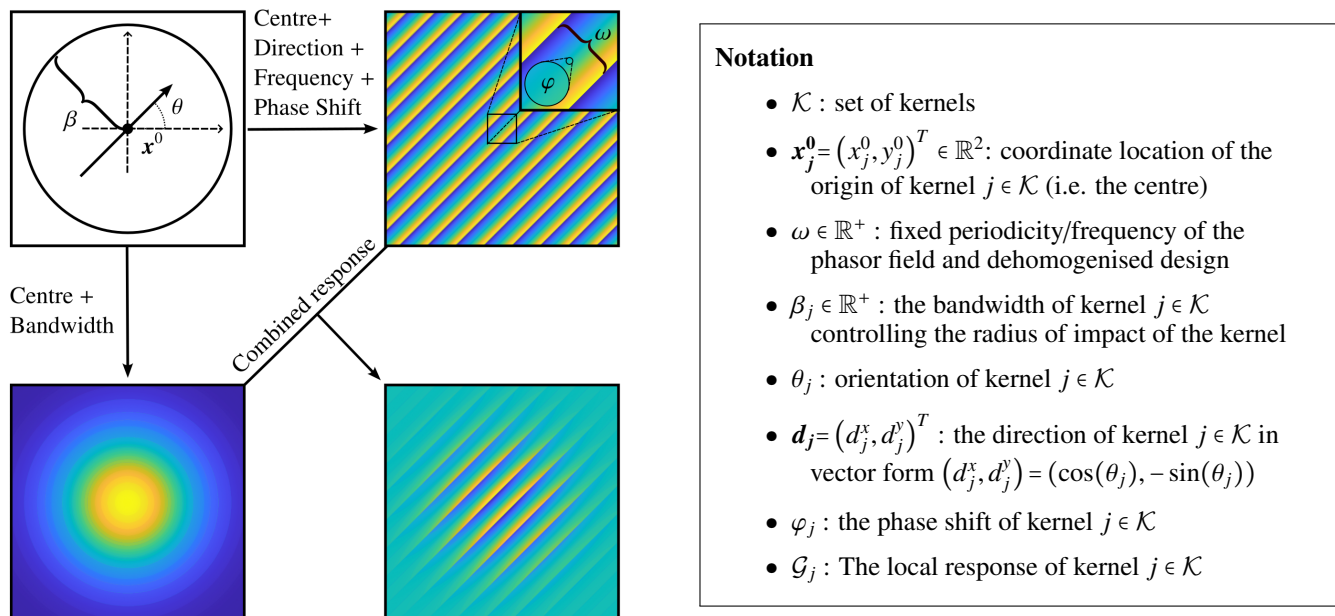 β
θ
x⁰
Centre+
Direction +
Frequency +
Phase Shift
ω
φ
Centre +
Bandwidth
Combined response
Notation
• 𝒦 : set of kernels
• x⁰ⱼ= (x⁰ⱼ, y⁰ⱼ)ᵀ ∈ ℝ²: coordinate location of the
origin of kernel j ∈ 𝒦 (i.e. the centre)
• ω ∈ ℝ⁺ : fixed periodicity/frequency of the
phasor field and dehomogenised design
• βⱼ ∈ ℝ⁺ : the bandwidth of kernel j ∈ 𝒦
controlling the radius of impact of the kernel
• θⱼ : orientation of kernel j ∈ 𝒦
• dⱼ= (dˣⱼ, dʸⱼ)ᵀ : the direction of kernel j ∈ 𝒦 in
vector form (dˣⱼ, dʸⱼ) = (cos(θⱼ), − sin(θⱼ))
• φⱼ : the phase shift of kernel j ∈ 𝒦
• 𝒢ⱼ : The local response of kernel j ∈ 𝒦